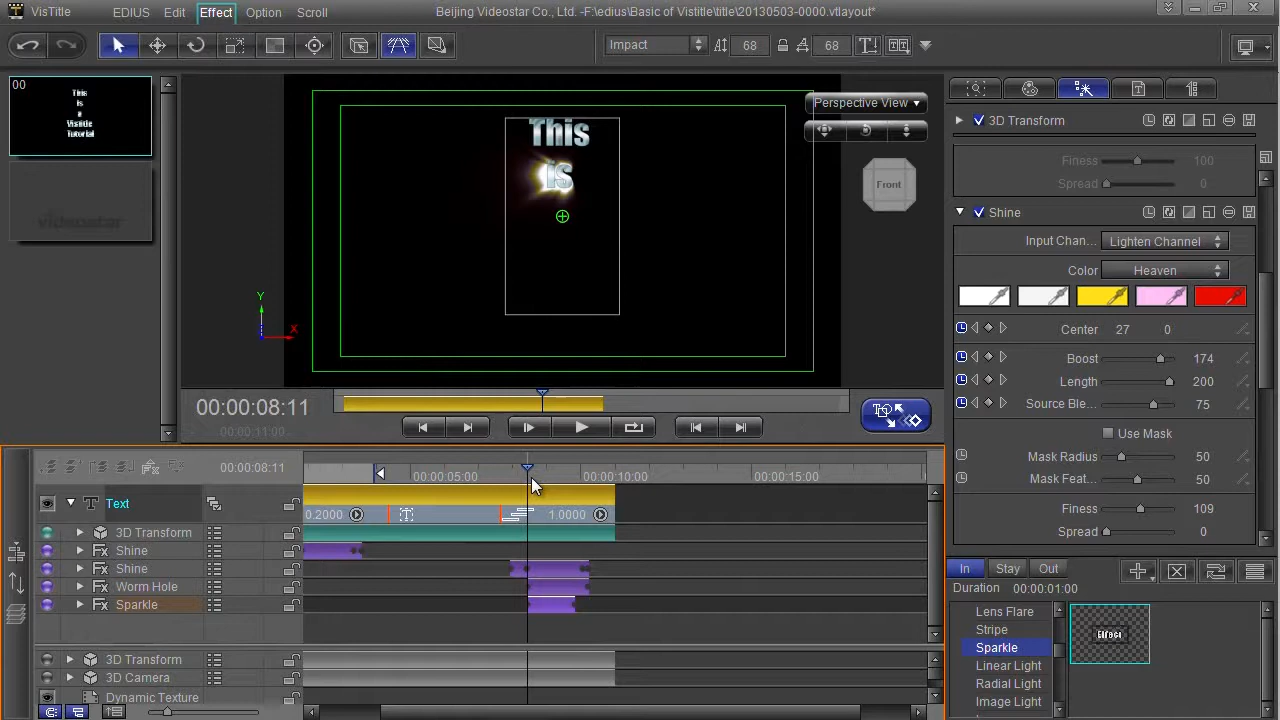 VisTitle EDIUS Edit Effect Option Scroll Beijing Videostar Co., Ltd. -F:\edius\Basic of Vistitle\title\20130503-0000.vtlayout*
Impact 68 68
00
This
is
a
Vistitle
Tutorial
videostar
This
is
Perspective View
Front
Y
X
3D Transform
Finess 100
Spread 0
Shine
Input Chan... Lighten Channel
Color Heaven
Center 27 0
Boost 174
Length 200
Source Ble... 75
Use Mask
Mask Radius 50
Mask Feat... 50
Finess 109
Spread 0
00:00:08:11
00:00:11:00
00:00:08:11 00:00:05:00 00:00:10:00 00:00:15:00
Text
0.2000 1.0000
3D Transform
Shine
Shine
Worm Hole
Sparkle
3D Transform
3D Camera
Dynamic Texture
In Stay Out
Duration 00:00:01:00
Lens Flare
Stripe
Sparkle
Linear Light
Radial Light
Image Light
Effect